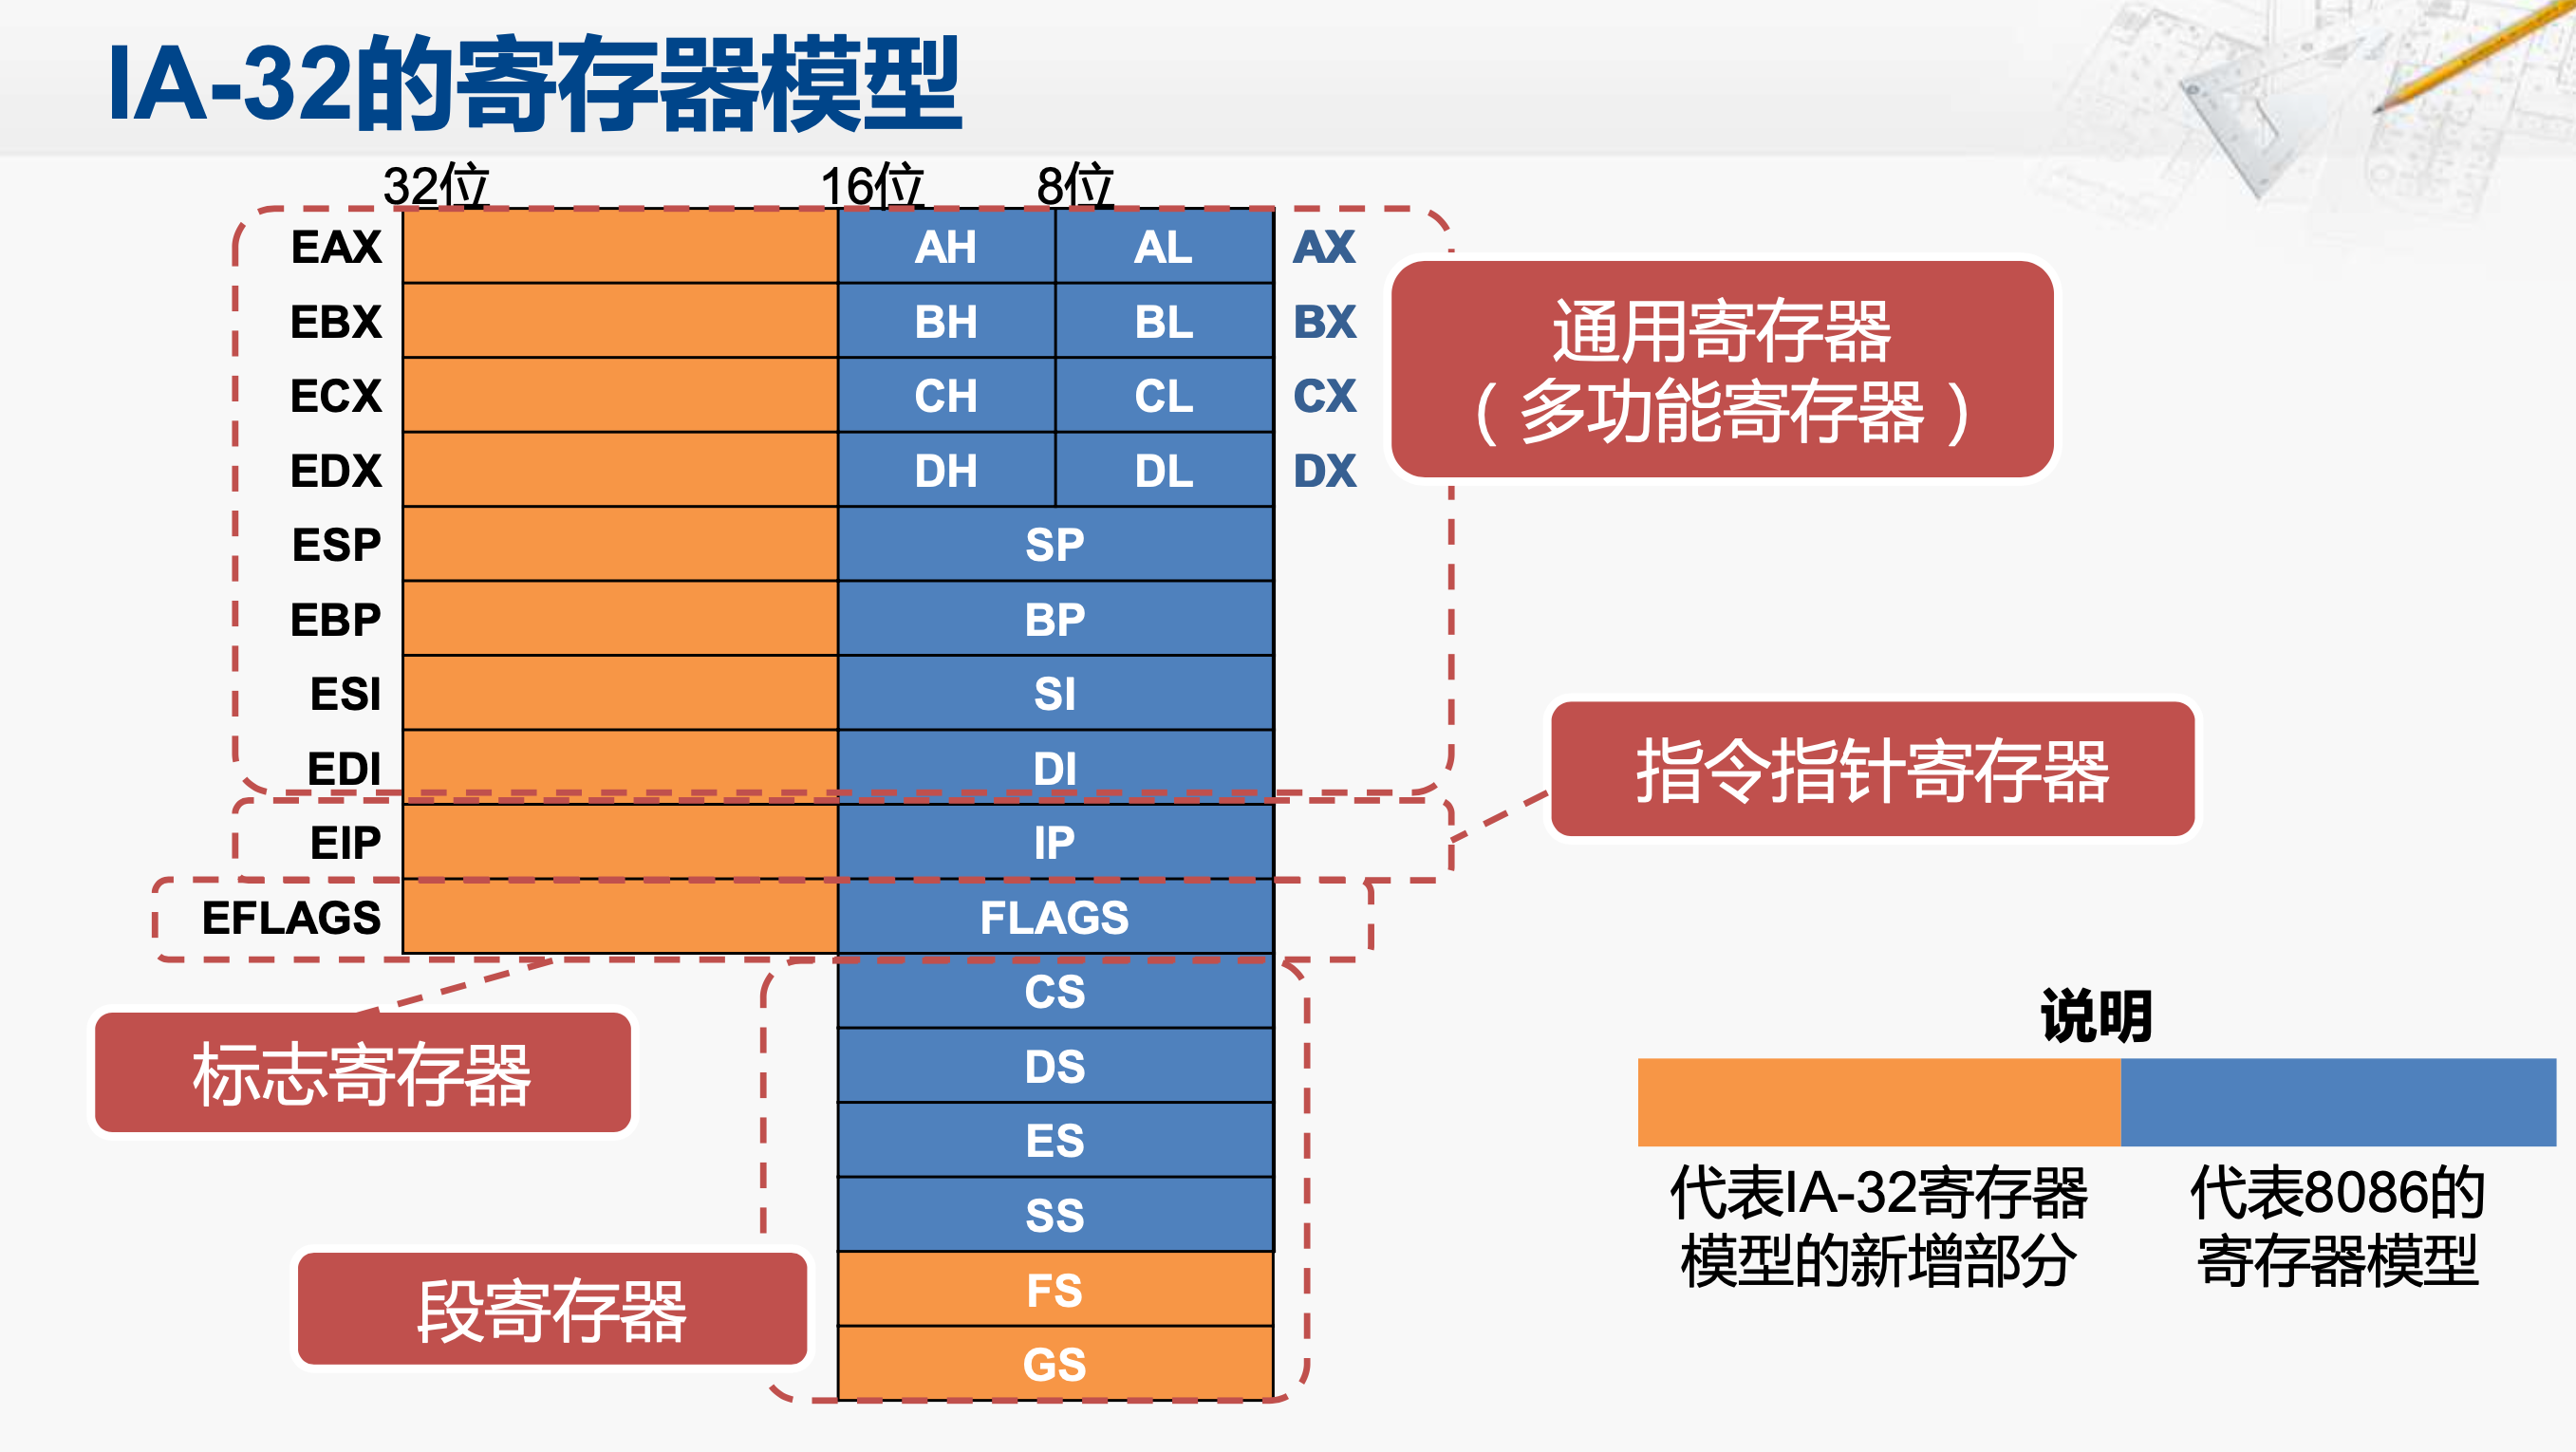 IA-32的寄存器模型
32位 16位 8位
EAX AH AL AX
EBX BH BL BX
ECX CH CL CX
EDX DH DL DX
通用寄存器
（多功能寄存器）
ESP SP
EBP BP
ESI SI
EDI DI
指令指针寄存器
EIP IP
EFLAGS FLAGS
标志寄存器
CS
DS
ES
SS
FS
GS
段寄存器
说明
代表IA-32寄存器
模型的新增部分
代表8086的
寄存器模型